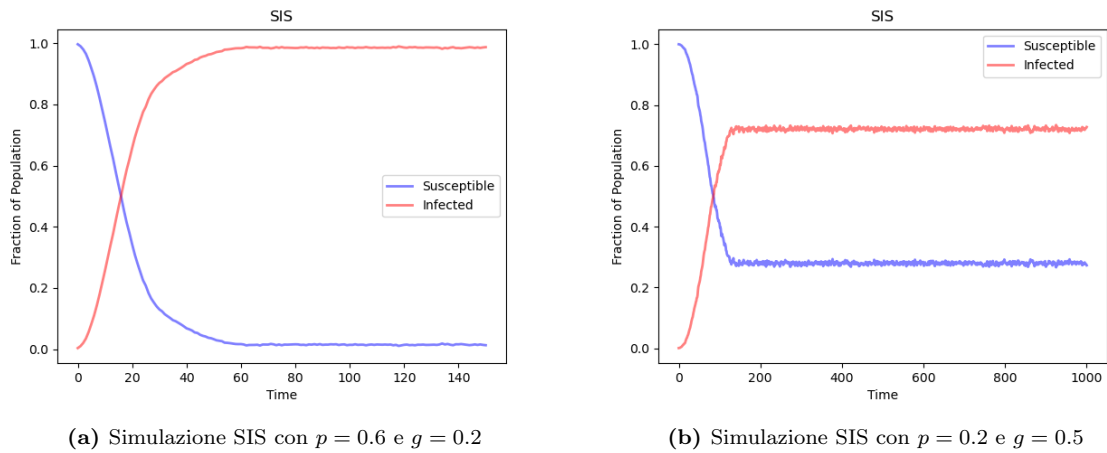 SIS
1.0
0.8
0.6
0.4
0.2
0.0
Fraction of Population
Susceptible
Infected
0 20 40 60 80 100 120 140
Time
(a) Simulazione SIS con p = 0.6 e g = 0.2
SIS
1.0
0.8
0.6
0.4
0.2
0.0
Fraction of Population
Susceptible
Infected
0 200 400 600 800 1000
Time
(b) Simulazione SIS con p = 0.2 e g = 0.5